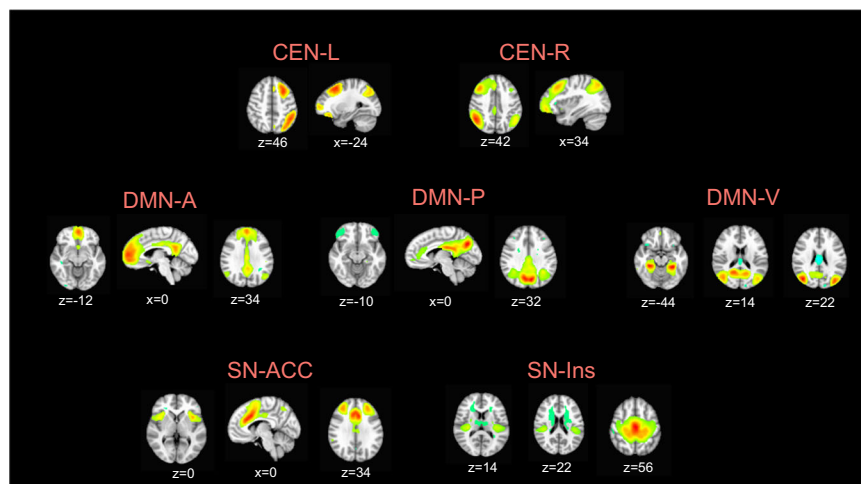 CEN-L
CEN-R
z=46
x=-24
z=42
x=34
DMN-A
DMN-P
DMN-V
z=-12
x=0
z=34
z=-10
x=0
z=32
z=-44
z=14
z=22
SN-ACC
SN-Ins
z=0
x=0
z=34
z=14
z=22
z=56